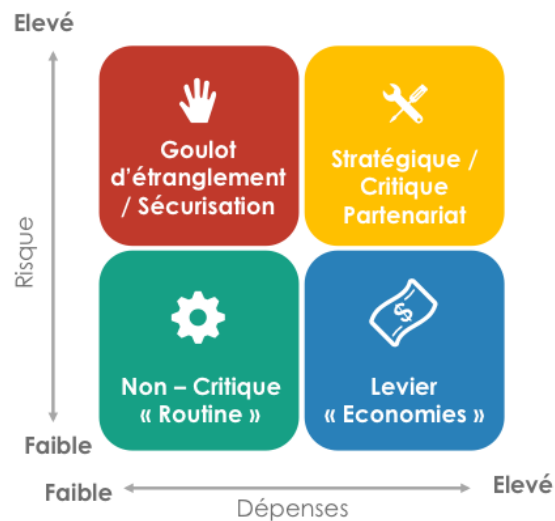 Elevé
Goulot
d'étranglement
/ Sécurisation
Stratégique /
Critique
Partenariat
Risque
Non – Critique
« Routine »
Levier
« Economies »
$
Faible
Faible
Elevé
Dépenses